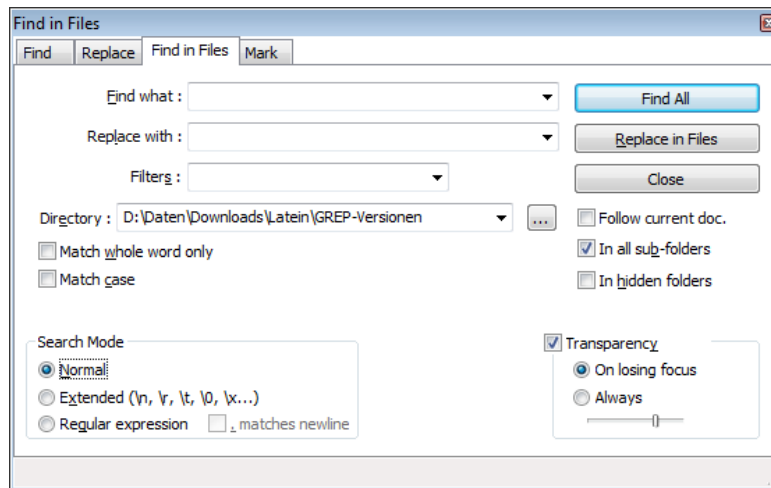 Find in Files
Find Replace Find in Files Mark
Find what : Find All
Replace with : Replace in Files
Filters : Close
Directory : D:\Daten\Downloads\Latein\GREP-Versionen ... Follow current doc.
Match whole word only In all sub-folders
Match case In hidden folders
Search Mode Transparency
Normal On losing focus
Extended (\n, \r, \t, \0, \x...) Always
Regular expression . matches newline